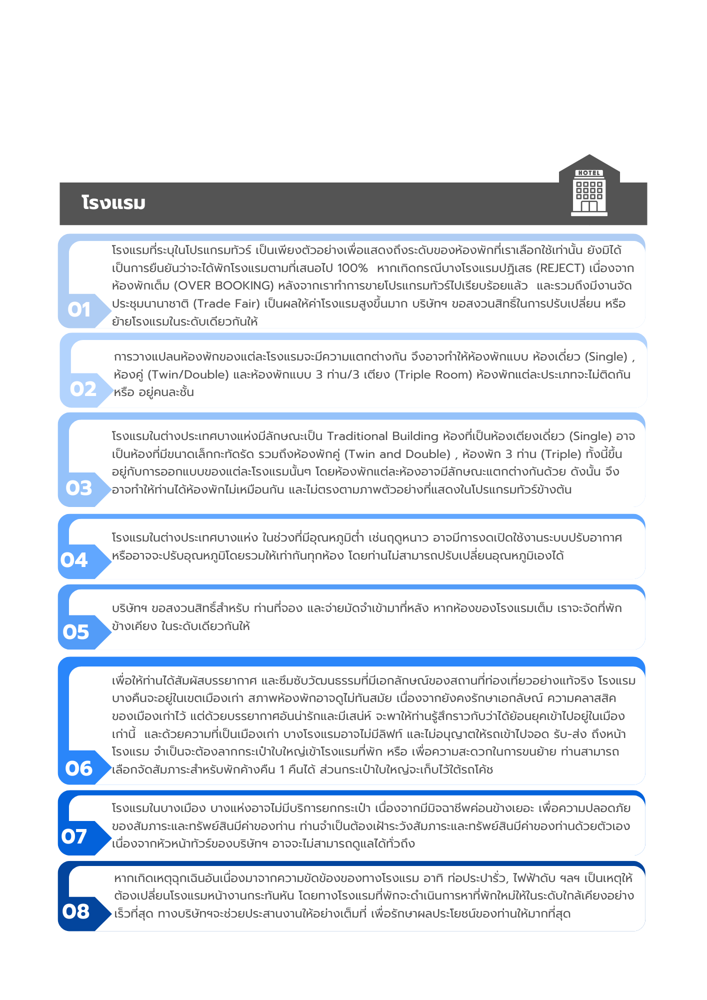 HOTEL
โรงแรม
โรงแรมที่ระบุในโปรแกรมทัวร์ เป็นเพียงตัวอย่างเพื่อแสดงถึงระดับของห้องพักที่เราเลือกใช้เท่านั้น ยังมิได้
เป็นการยืนยันว่าจะได้พักโรงแรมตามที่เสนอไป 100% หากเกิดกรณีบางโรงแรมปฏิเสธ (REJECT) เนื่องจาก
ห้องพักเต็ม (OVER BOOKING) หลังจากเราทำการขายโปรแกรมทัวร์ไปเรียบร้อยแล้ว และรวมถึงมีงานจัด
ประชุมนานาชาติ (Trade Fair) เป็นผลให้ค่าโรงแรมสูงขึ้นมาก บริษัทฯ ขอสงวนสิทธิ์ในการปรับเปลี่ยน หรือ
ย้ายโรงแรมในระดับเดียวกันให้
01
การวางแปลนห้องพักของแต่ละโรงแรมจะมีความแตกต่างกัน จึงอาจทำให้ห้องพักแบบ ห้องเดี่ยว (Single) ,
ห้องคู่ (Twin/Double) และห้องพักแบบ 3 ท่าน/3 เตียง (Triple Room) ห้องพักแต่ละประเภทจะไม่ติดกัน
หรือ อยู่คนละชั้น
02
โรงแรมในต่างประเทศบางแห่งมีลักษณะเป็น Traditional Building ห้องที่เป็นห้องเตียงเดี่ยว (Single) อาจ
เป็นห้องที่มีขนาดเล็กกะทัดรัด รวมถึงห้องพักคู่ (Twin and Double) , ห้องพัก 3 ท่าน (Triple) ทั้งนี้ขึ้น
อยู่กับการออกแบบของแต่ละโรงแรมนั้นๆ โดยห้องพักแต่ละห้องอาจมีลักษณะแตกต่างกันด้วย ดังนั้น จึง
อาจทำให้ท่านได้ห้องพักไม่เหมือนกัน และไม่ตรงตามภาพตัวอย่างที่แสดงในโปรแกรมทัวร์ข้างต้น
03
โรงแรมในต่างประเทศบางแห่ง ในช่วงที่มีอุณหภูมิต่ำ เช่นฤดูหนาว อาจมีการงดเปิดใช้งานระบบปรับอากาศ
หรืออาจจะปรับอุณหภูมิโดยรวมให้เท่ากันทุกห้อง โดยท่านไม่สามารถปรับเปลี่ยนอุณหภูมิเองได้
04
บริษัทฯ ขอสงวนสิทธิ์สำหรับ ท่านที่จอง และจ่ายมัดจำเข้ามาที่หลัง หากห้องของโรงแรมเต็ม เราจะจัดที่พัก
ข้างเคียง ในระดับเดียวกันให้
05
เพื่อให้ท่านได้สัมผัสบรรยากาศ และซึมซับวัฒนธรรมที่มีเอกลักษณ์ของสถานที่ท่องเที่ยวอย่างแท้จริง โรงแรม
บางคืนจะอยู่ในเขตเมืองเก่า สภาพห้องพักอาจดูไม่ทันสมัย เนื่องจากยังคงรักษาเอกลัษณ์ ความคลาสสิค
ของเมืองเก่าไว้ แต่ด้วยบรรยากาศอันน่ารักและมีเสน่ห์ จะพาให้ท่านรู้สึกราวกับว่าได้ย้อนยุคเข้าไปอยู่ในเมือง
เก่านี้ และด้วยความที่เป็นเมืองเก่า บางโรงแรมอาจไม่มีลิฟท์ และไม่อนุญาตให้รถเข้าไปจอด รับ-ส่ง ถึงหน้า
โรงแรม จำเป็นจะต้องลากกระเป๋าใบใหญ่เข้าโรงแรมที่พัก หรือ เพื่อความสะดวกในการขนย้าย ท่านสามารถ
เลือกจัดสัมภาระสำหรับพักค้างคืน 1 คืนได้ ส่วนกระเป๋าใบใหญ่จะเก็บไว้ใต้รถโค้ช
06
โรงแรมในบางเมือง บางแห่งอาจไม่มีบริการยกกระเป๋า เนื่องจากมีมิจฉาชีพค่อนข้างเยอะ เพื่อความปลอดภัย
ของสัมภาระและทรัพย์สินมีค่าของท่าน ท่านจำเป็นต้องเฝ้าระวังสัมภาระและทรัพย์สินมีค่าของท่านด้วยตัวเอง
เนื่องจากหัวหน้าทัวร์ของบริษัทฯ อาจจะไม่สามารถดูแลได้ทั่วถึง
07
หากเกิดเหตุฉุกเฉินอันเนื่องมาจากความขัดข้องของทางโรงแรม อาทิ ท่อประปารั่ว, ไฟฟ้าดับ ฯลฯ เป็นเหตุให้
ต้องเปลี่ยนโรงแรมหน้างานกระทันหัน โดยทางโรงแรมที่พักจะดำเนินการหาที่พักใหม่ให้ในระดับใกล้เคียงอย่าง
เร็วที่สุด ทางบริษัทฯจะช่วยประสานงานให้อย่างเต็มที่ เพื่อรักษาผลประโยชน์ของท่านให้มากที่สุด
08